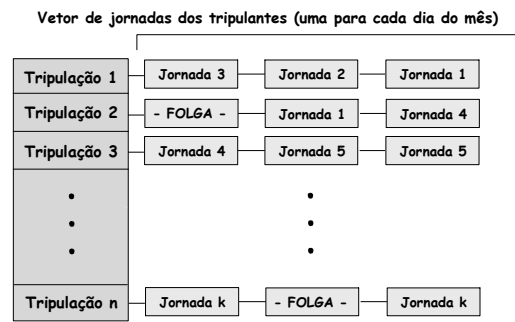 Vetor de jornadas dos tripulantes (uma para cada dia do mês)
Tripulação 1 Jornada 3 Jornada 2 Jornada 1
Tripulação 2 - FOLGA - Jornada 1 Jornada 4
Tripulação 3 Jornada 4 Jornada 5 Jornada 5
Tripulação n Jornada k - FOLGA - Jornada k